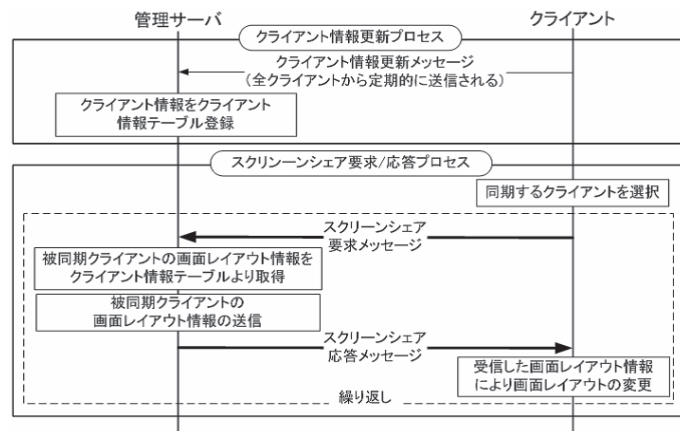 管理サーバ
クライアント
クライアント情報更新プロセス
クライアント情報更新メッセージ
(全クライアントから定期的に送信される)
クライアント情報をクライアント
情報テーブル登録
スクリンーンシェア要求/応答プロセス
同期するクライアントを選択
スクリーンシェア
要求メッセージ
被同期クライアントの画面レイアウト情報を
クライアント情報テーブルより取得
被同期クライアントの
画面レイアウト情報の送信
スクリーンシェア
応答メッセージ
受信した画面レイアウト情報
により画面レイアウトの変更
繰り返し